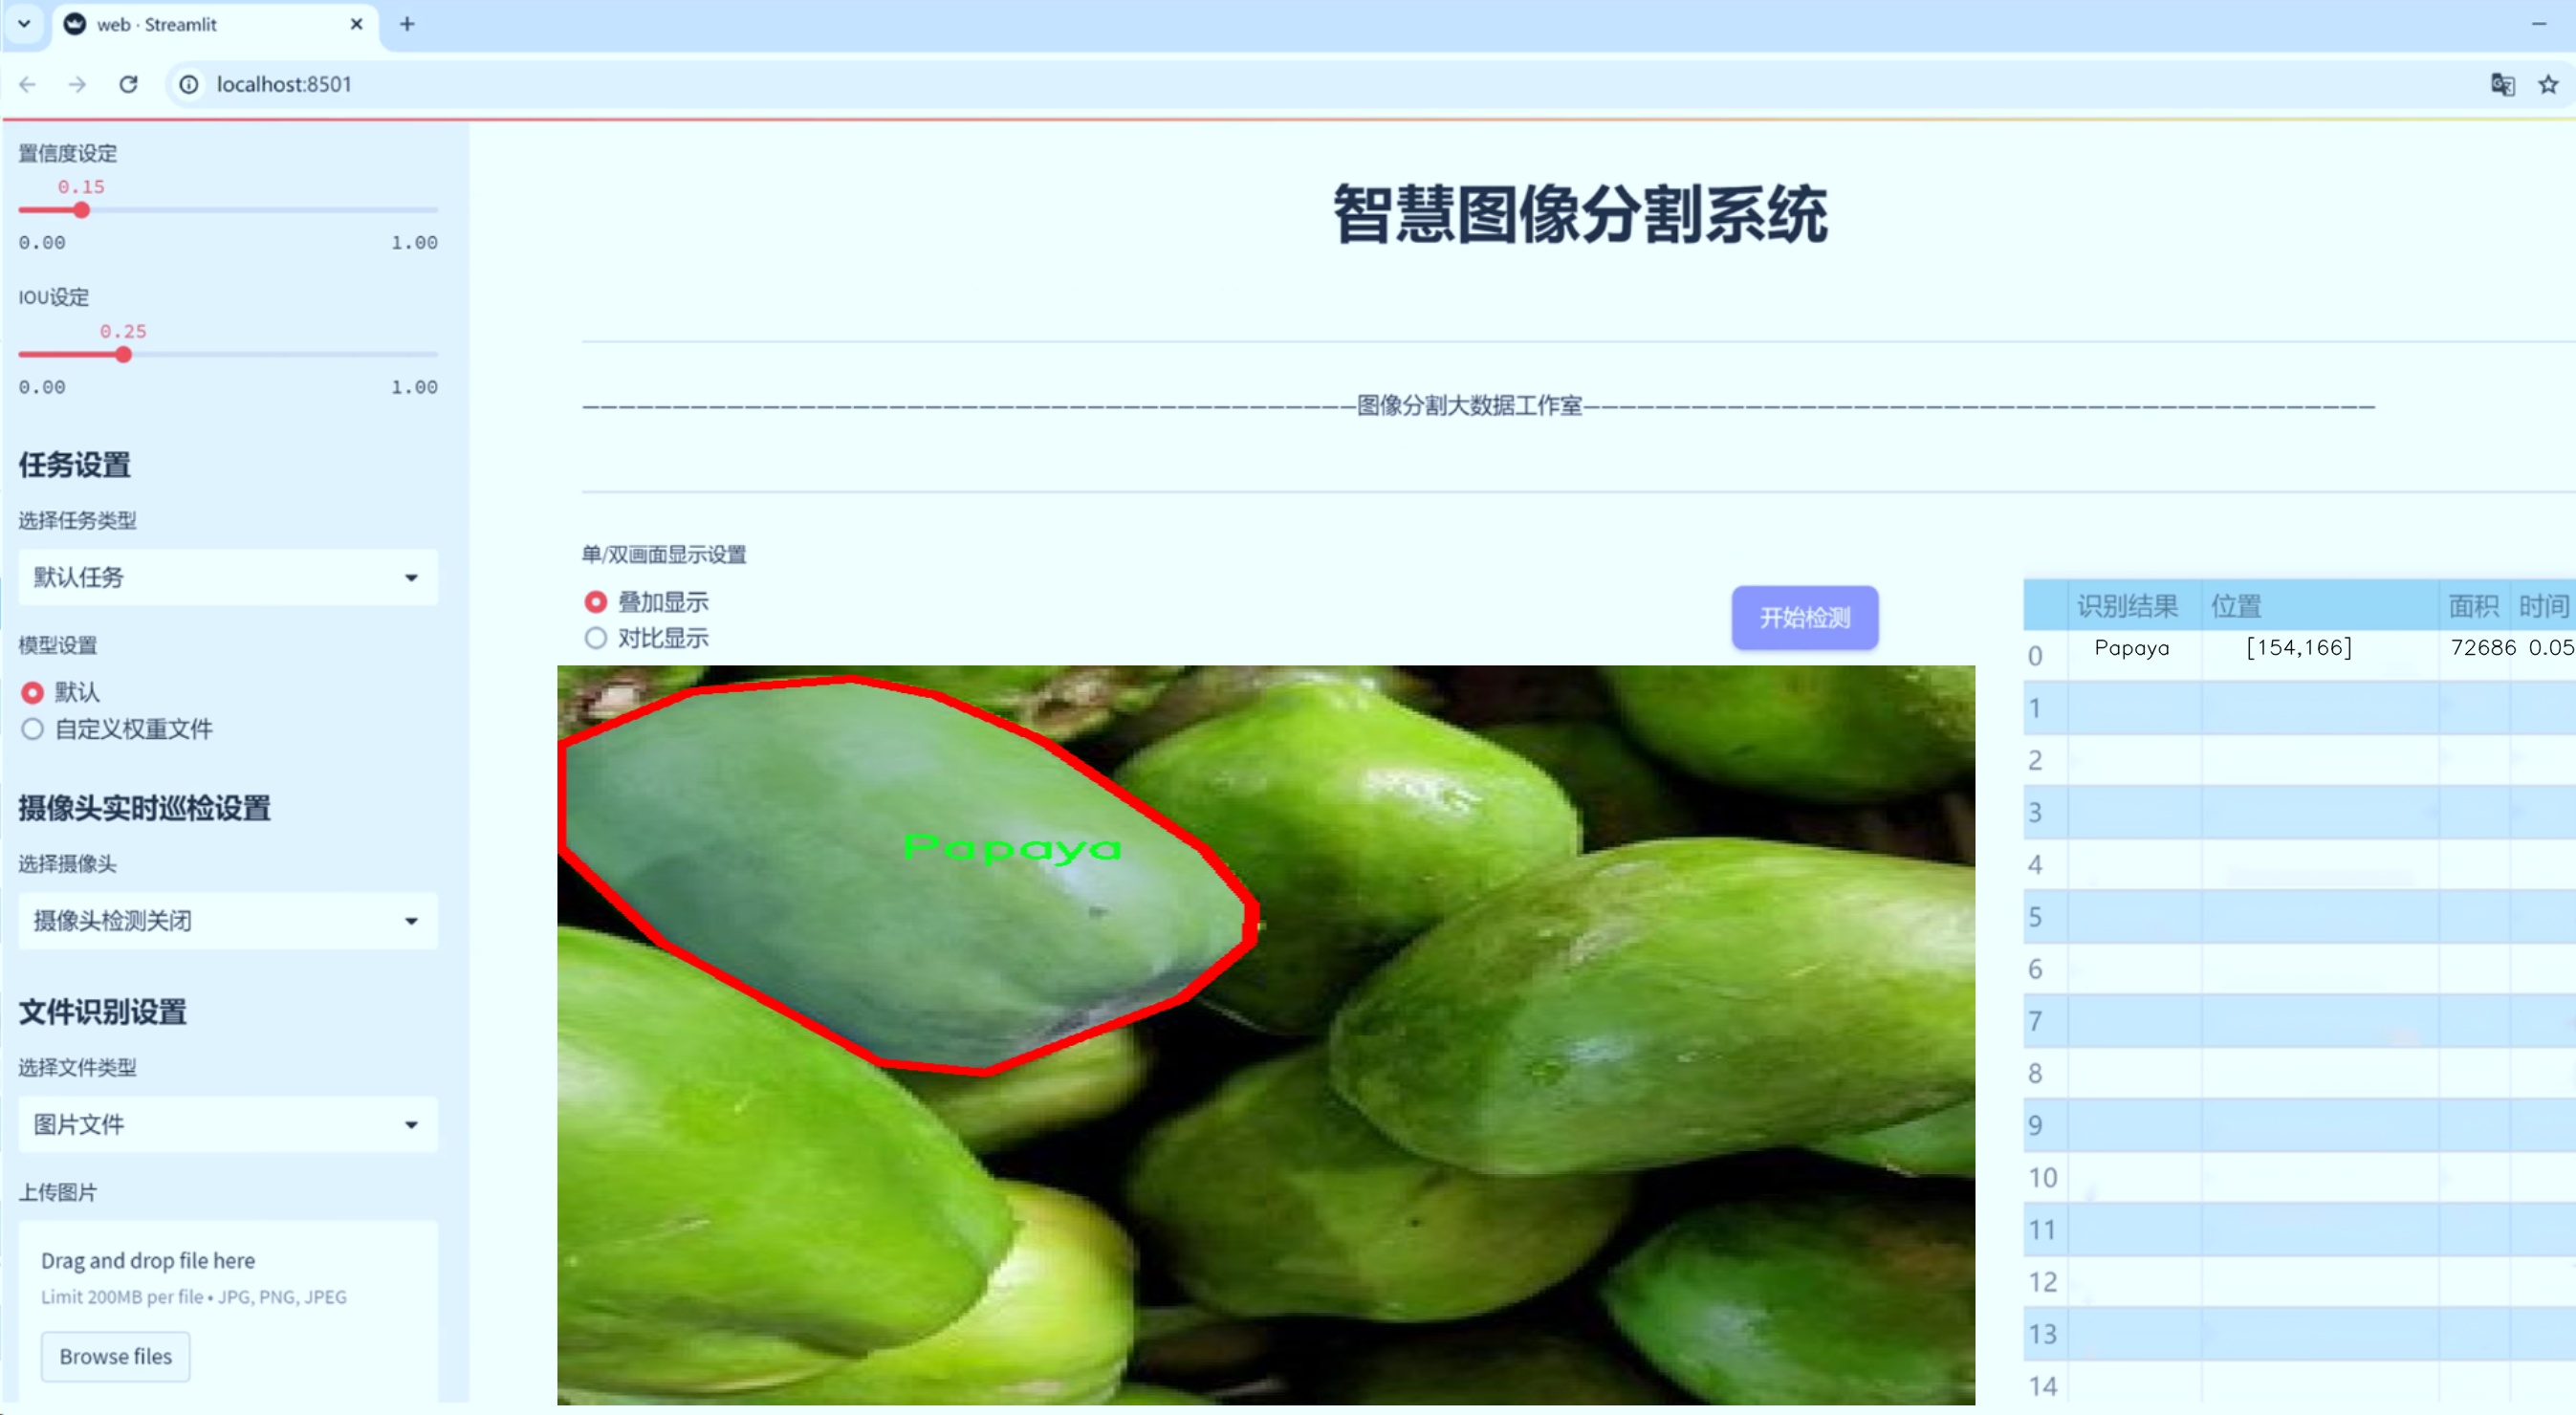 web · Streamlit
localhost:8501
置信度设定
0.15
0.00 1.00
IOU设定
0.25
0.00 1.00
任务设置
选择任务类型
默认任务
模型设置
默认
自定义权重文件
摄像头实时巡检设置
选择摄像头
摄像头检测关闭
文件识别设置
选择文件类型
图片文件
上传图片
Drag and drop file here
Limit 200MB per file • JPG, PNG, JPEG
Browse files
智慧图像分割系统
图像分割大数据工作室
单/双画面显示设置
叠加显示
对比显示
开始检测
Papaya
识别结果 位置 面积 时间
0 Papaya [154,166] 72686 0.05
1
2
3
4
5
6
7
8
9
10
11
12
13
14